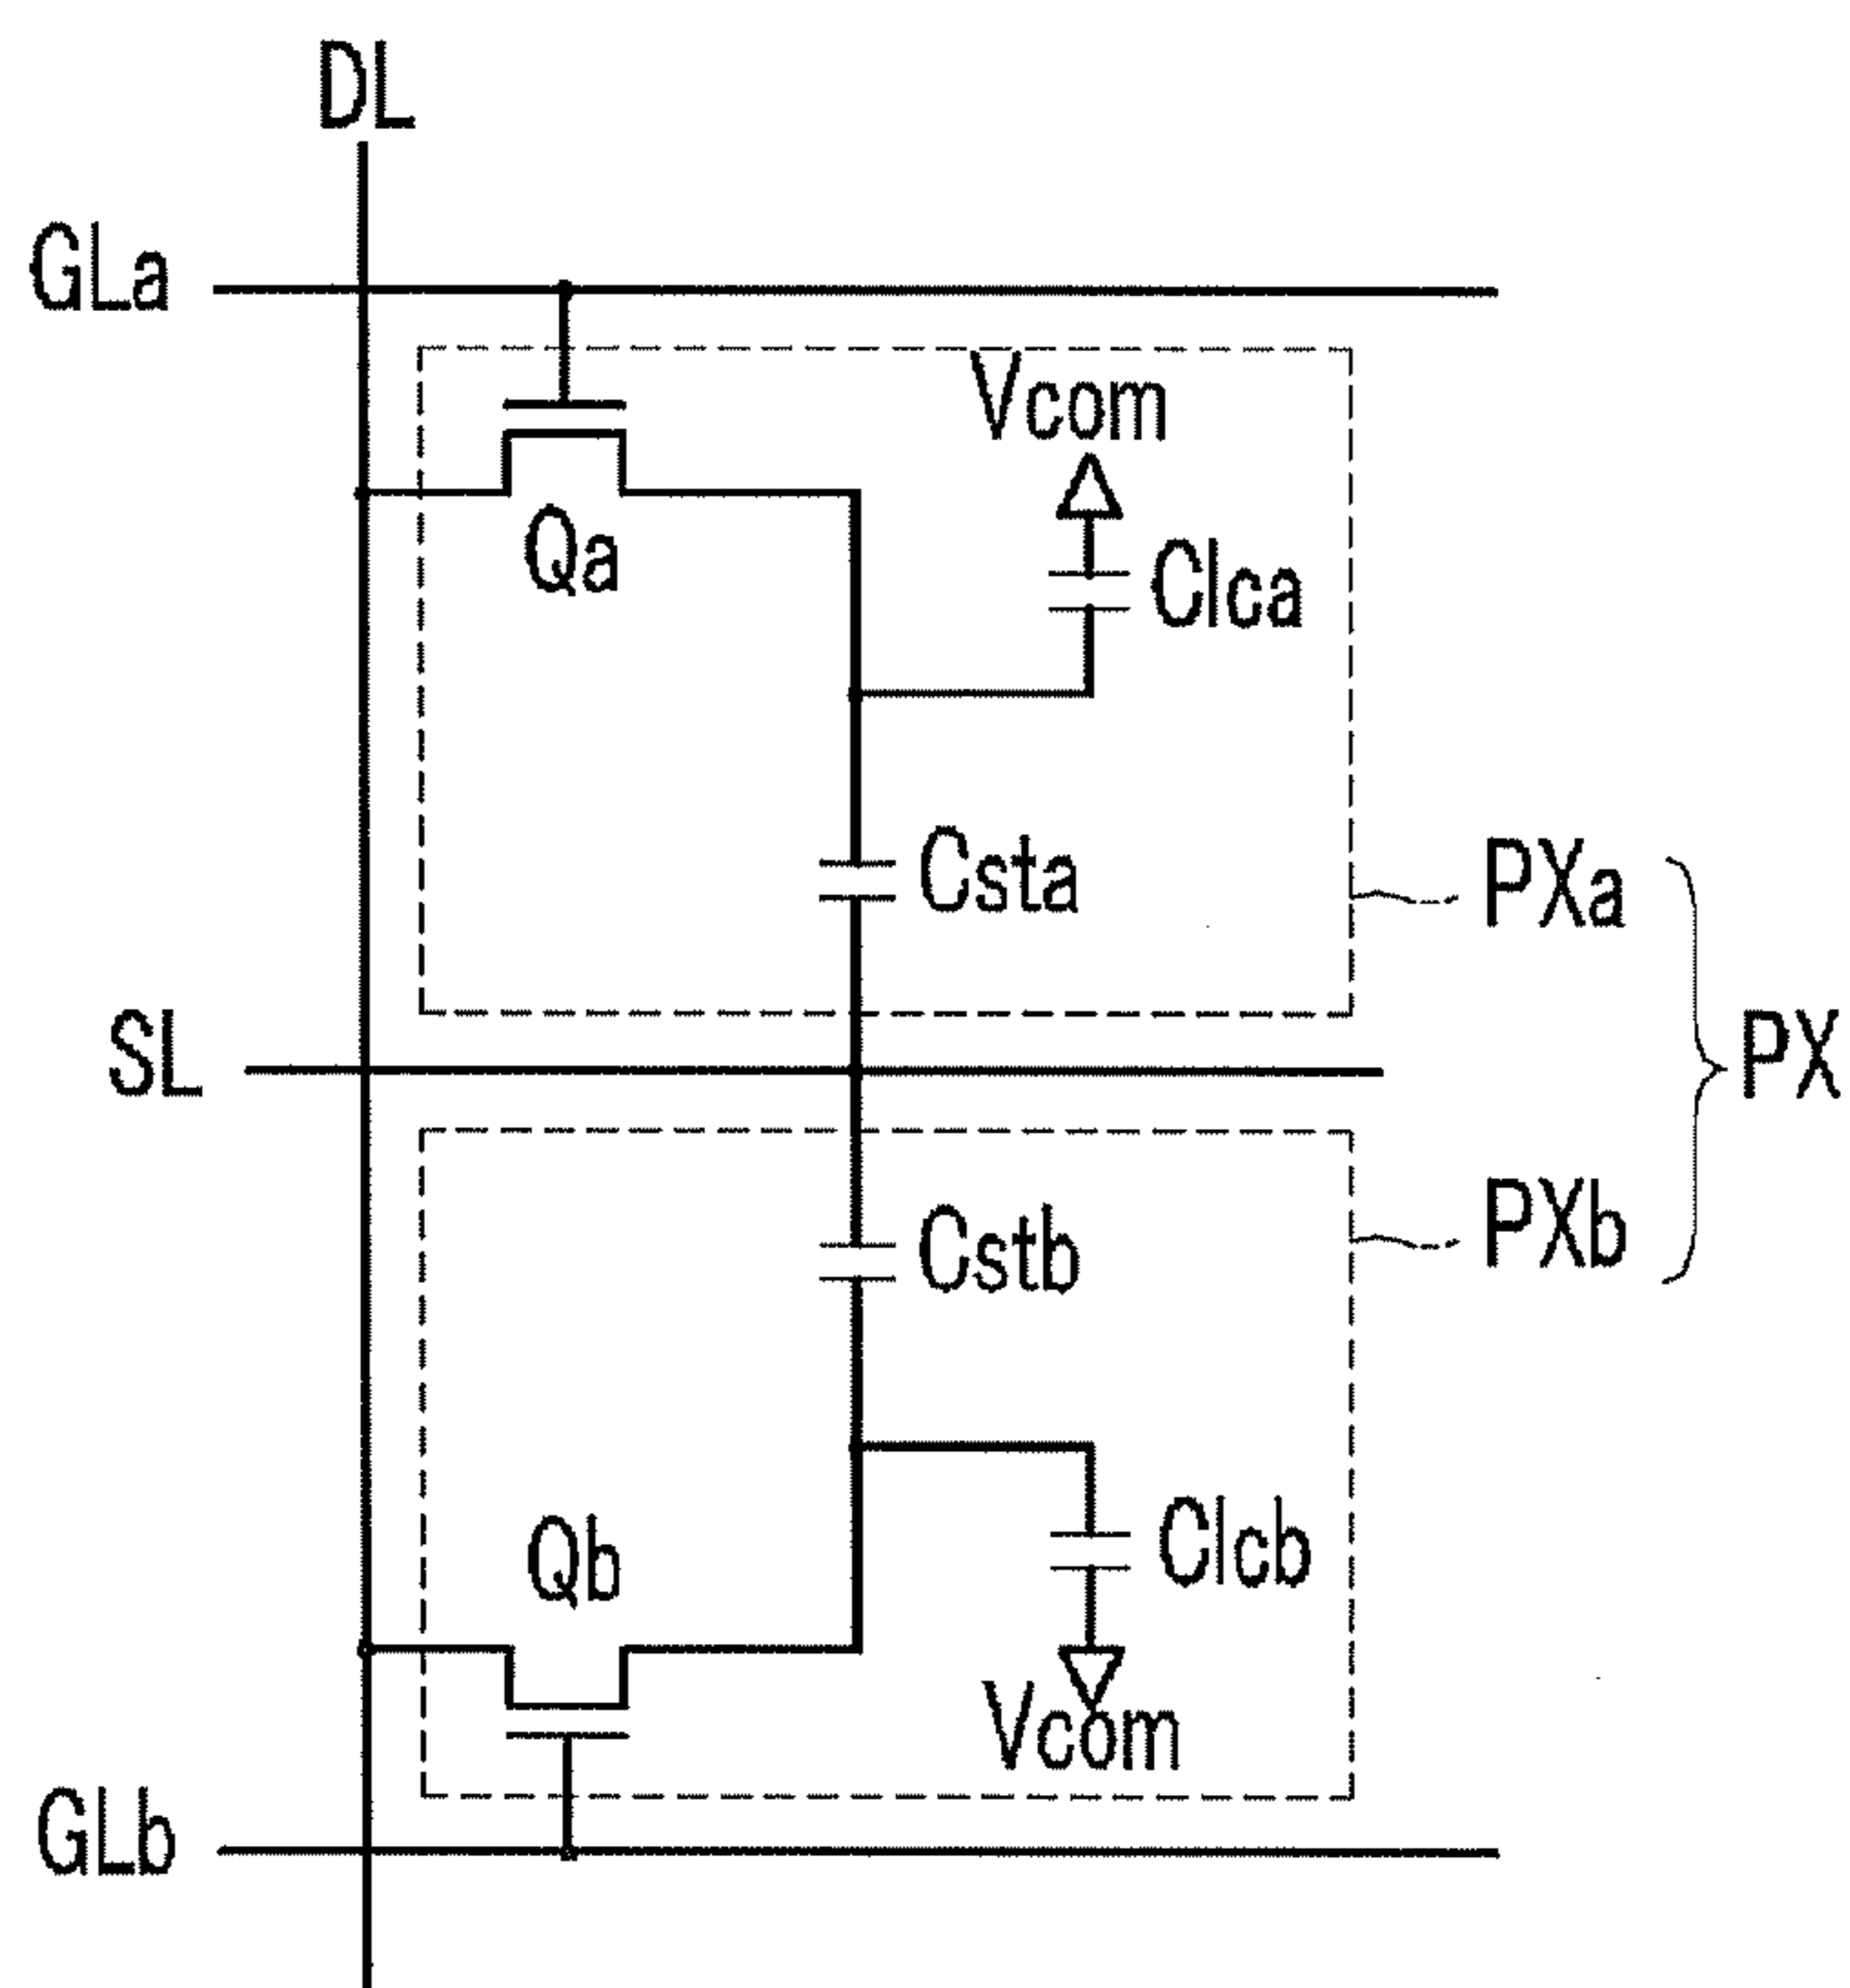 DL
GLa
Vcom
Qa
Clca
Csta
PXa
SL
PX
PXb
Cstb
Clcb
Qb
Vcom
GLb